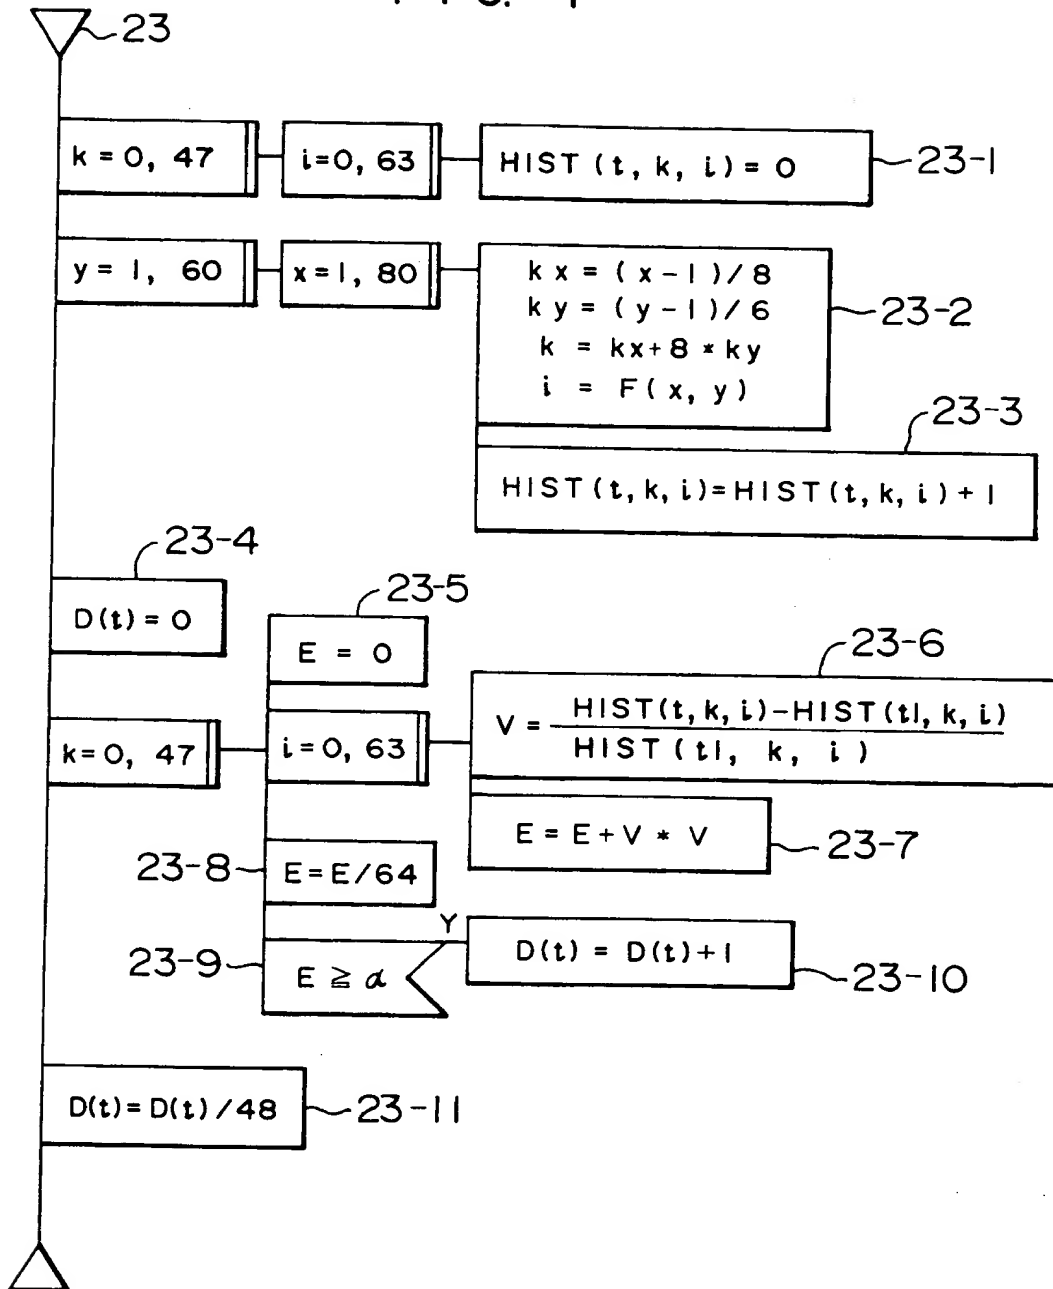 23
k = 0, 47
i=0, 63
HIST (t, k, i) = 0
23-1
y = 1, 60
x = 1, 80
kx = (x-1)/8
ky = (y-1)/6
k = kx+8 * ky
i = F(x, y)
23-2
23-3
HIST(t,k,i)=HIST(t,k,i)+1
23-4
D(t) = 0
23-5
E = 0
23-6
V = HIST(t,k,i)-HIST(t1,k,i)
HIST (t1, k, i)
k=0, 47
i=0, 63
E = E+V * V
23-7
23-8
E=E/64
Y
23-9
E ≧ α
D(t) = D(t)+1
23-10
D(t)=D(t)/48
23-11